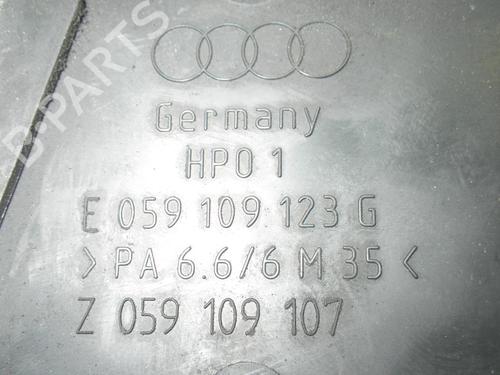 Germany
HPO 1
E 059 109 123 G
> PA 6.6/6 M 35 <
Z 059 109 107